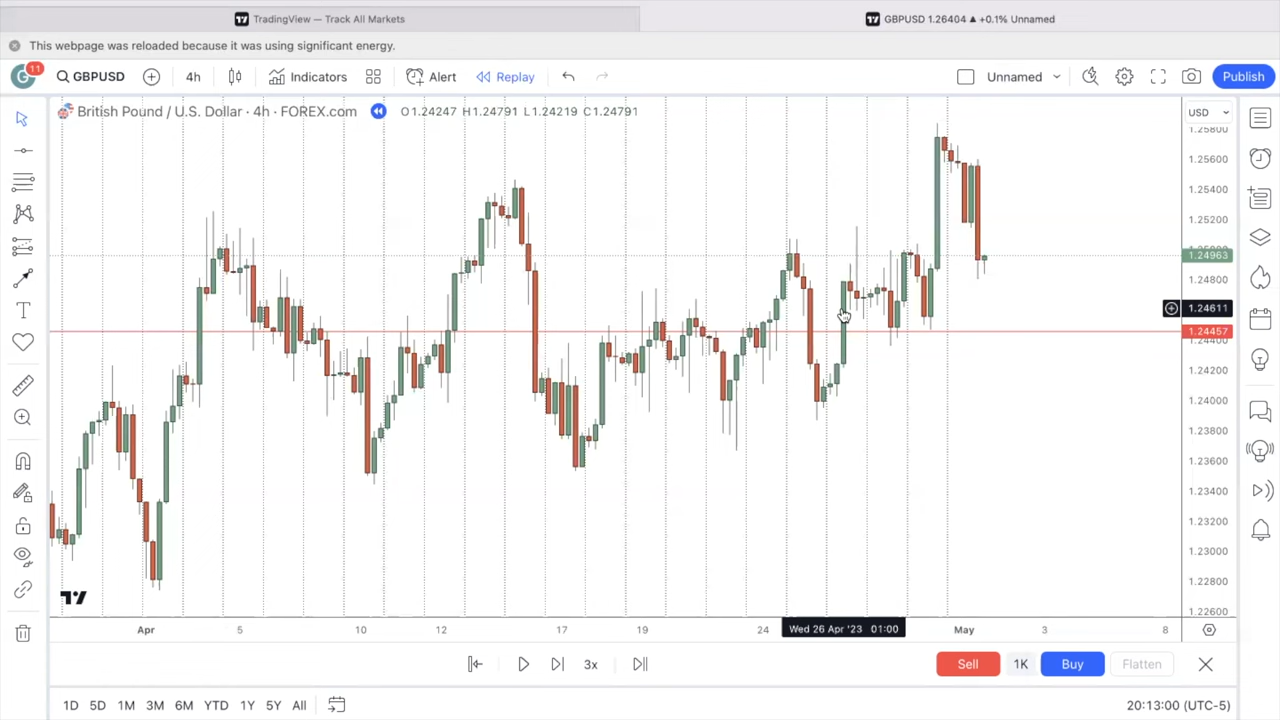 TradingView — Track All Markets
GBPUSD 1.26404 ▲ +0.1% Unnamed
This webpage was reloaded because it was using significant energy.
G 11 GBPUSD 4h Indicators Alert Replay Unnamed Publish
British Pound / U.S. Dollar · 4h · FOREX.com O1.24247 H1.24791 L1.24219 C1.24791
USD
1.25800
1.25600
1.25400
1.25200
1.24963
1.24800
1.24611
1.24457
1.24400
1.24200
1.24000
1.23800
1.23600
1.23400
1.23200
1.23000
1.22800
1.22600
Apr 5 10 12 17 19 24 Wed 26 Apr '23 01:00 May 3 8
3x Sell 1K Buy Flatten
1D 5D 1M 3M 6M YTD 1Y 5Y All 20:13:00 (UTC-5)